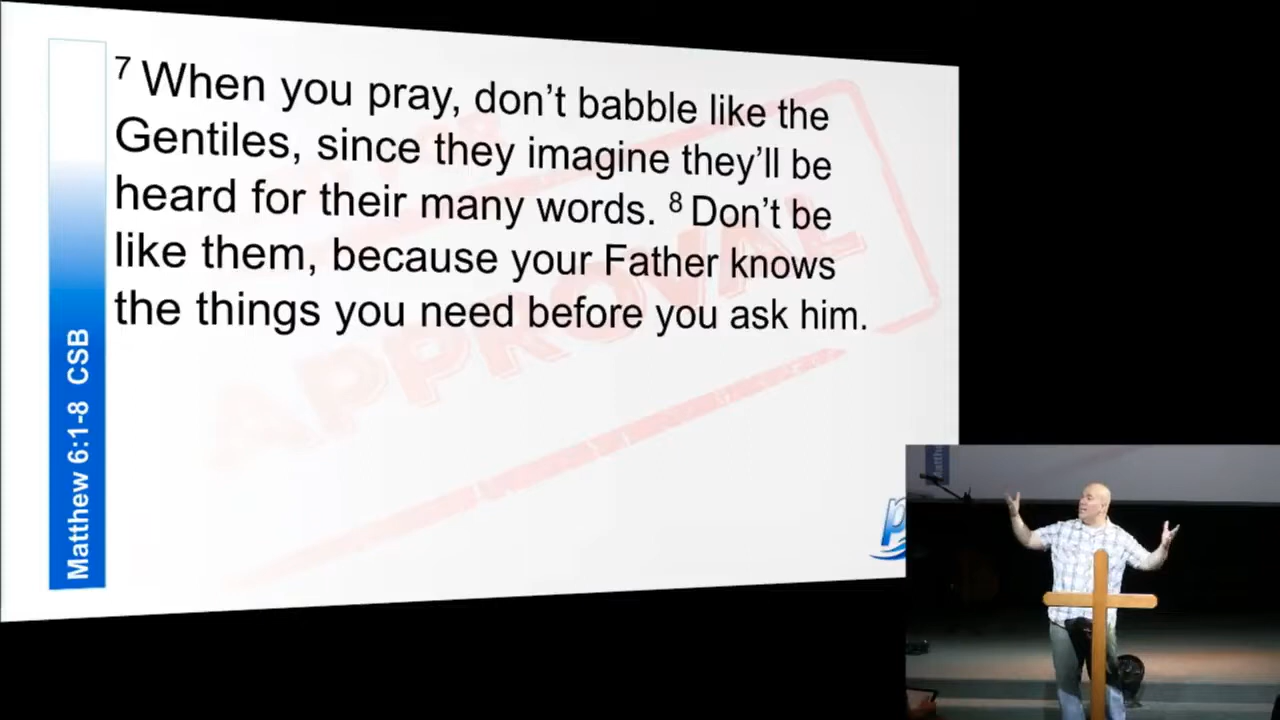 7 When you pray, don't babble like the
Gentiles, since they imagine they'll be
heard for their many words. 8 Don't be
like them, because your Father knows
the things you need before you ask him.
Matthew 6:1-8 CSB
APPROVAL